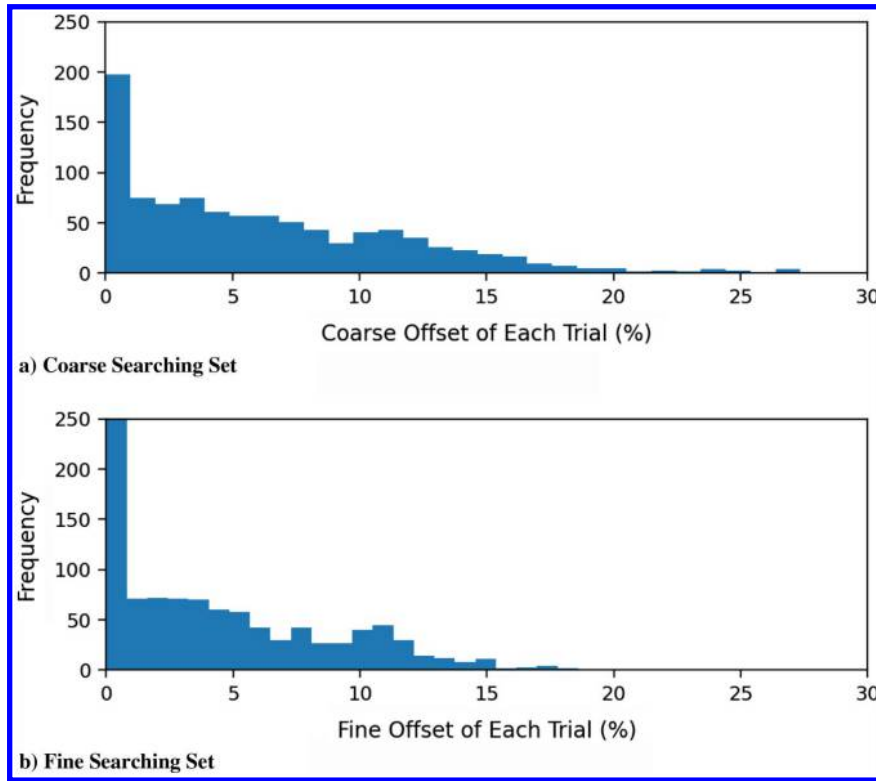 250
200
150
100
50
0
Frequency
0 5 10 15 20 25 30
Coarse Offset of Each Trial (%)
a) Coarse Searching Set
250
200
150
100
50
0
Frequency
0 5 10 15 20 25 30
Fine Offset of Each Trial (%)
b) Fine Searching Set